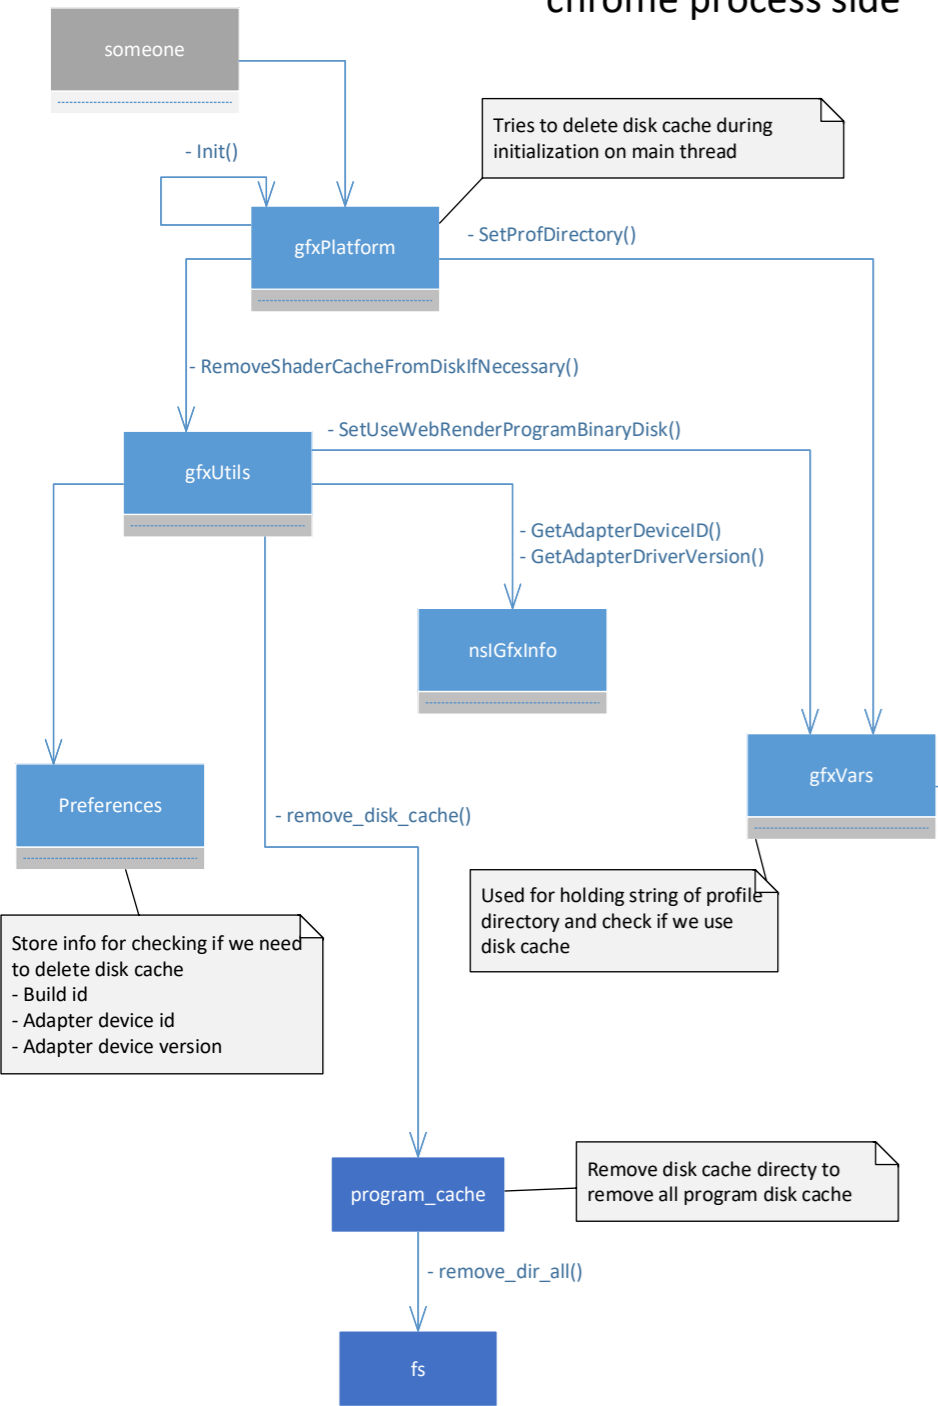 chrome process side
someone
Tries to delete disk cache during
initialization on main thread
- Init()
- SetProfDirectory()
gfxPlatform
- RemoveShaderCacheFromDiskIfNecessary()
- SetUseWebRenderProgramBinaryDisk()
gfxUtils
- GetAdapterDeviceID()
- GetAdapterDriverVersion()
nsIGfxInfo
gfxVars
Preferences
- remove_disk_cache()
Used for holding string of profile
directory and check if we use
disk cache
Store info for checking if we need
to delete disk cache
- Build id
- Adapter device id
- Adapter device version
Remove disk cache directy to
remove all program disk cache
program_cache
- remove_dir_all()
fs